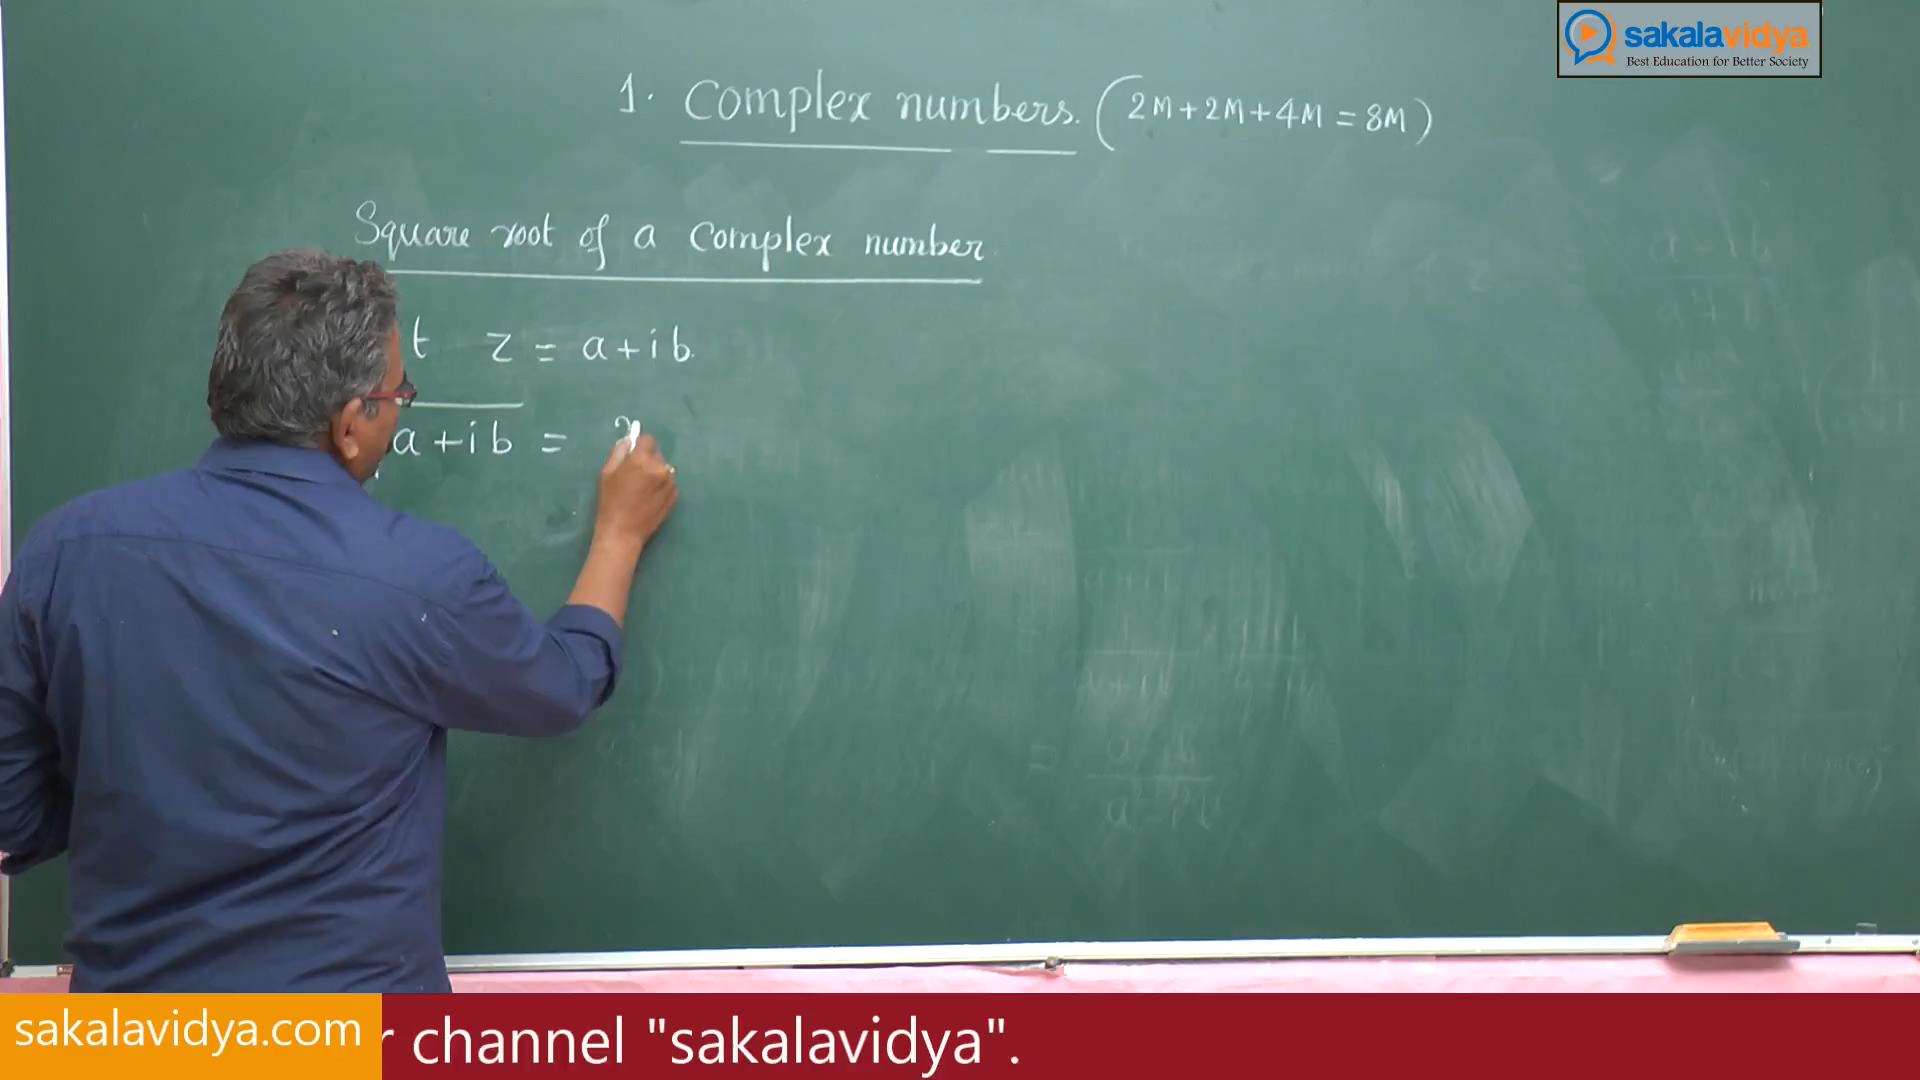 sakalavidya
Best Education for Better Society
1. Complex numbers. (2M+2M+4M=8M)
Square root of a complex number
t z = a+ib.
a+ib =
sakalavidya.com
r channel "sakalavidya".